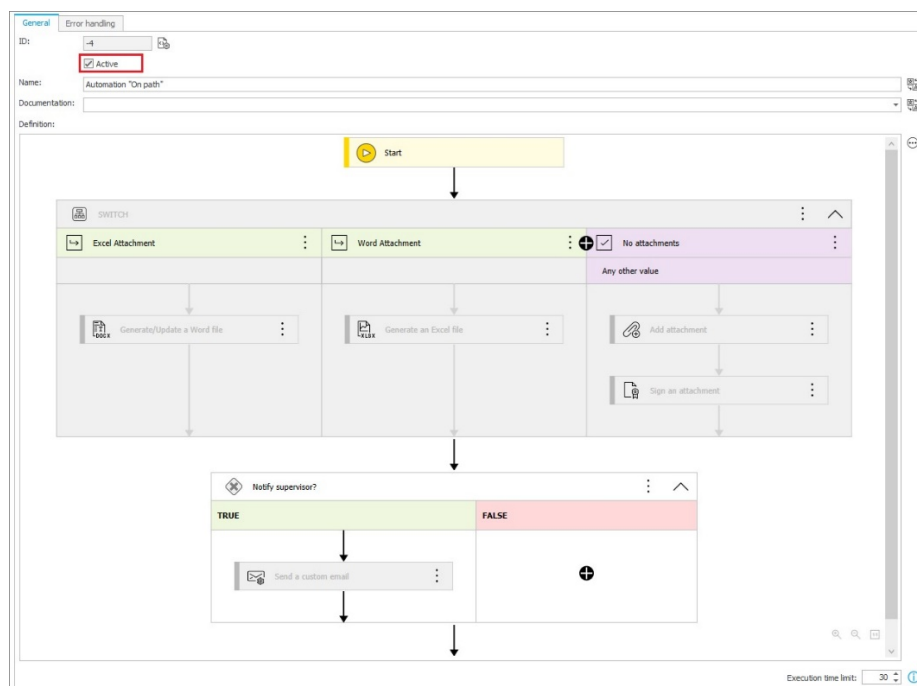 General Error handling
ID: -4
Active
Name: Automation "On path"
Documentation:
Definition:
Start
SWITCH
Excel Attachment Word Attachment No attachments
Any other value
Generate/Update a Word file Generate an Excel file Add attachment
Sign an attachment
Notify supervisor?
TRUE FALSE
Send a custom email
Execution time limit: 30